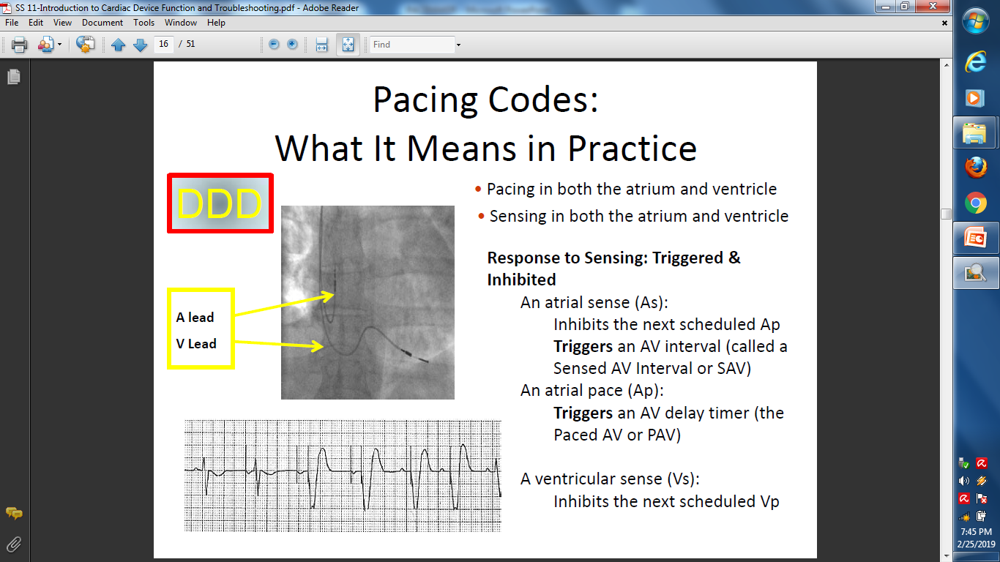 SS 11-Introduction to Cardiac Device Function and Troubleshooting.pdf - Adobe Reader
File Edit View Document Tools Window Help
16 / 51
Find
Pacing Codes:
What It Means in Practice
DDD
• Pacing in both the atrium and ventricle
• Sensing in both the atrium and ventricle
Response to Sensing: Triggered &
Inhibited
An atrial sense (As):
Inhibits the next scheduled Ap
Triggers an AV interval (called a
Sensed AV Interval or SAV)
An atrial pace (Ap):
Triggers an AV delay timer (the
Paced AV or PAV)
A ventricular sense (Vs):
Inhibits the next scheduled Vp
A lead
V Lead
7:45 PM
2/25/2019